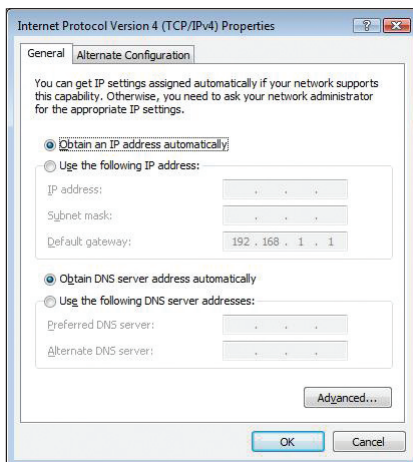 Internet Protocol Version 4 (TCP/IPv4) Properties
General
Alternate Configuration
You can get IP settings assigned automatically if your network supports
this capability. Otherwise, you need to ask your network administrator
for the appropriate IP settings.
Obtain an IP address automatically
Use the following IP address:
IP address:
Subnet mask:
Default gateway:
192 . 168 . 1 . 1
Obtain DNS server address automatically
Use the following DNS server addresses:
Preferred DNS server:
Alternate DNS server:
Advanced...
OK
Cancel